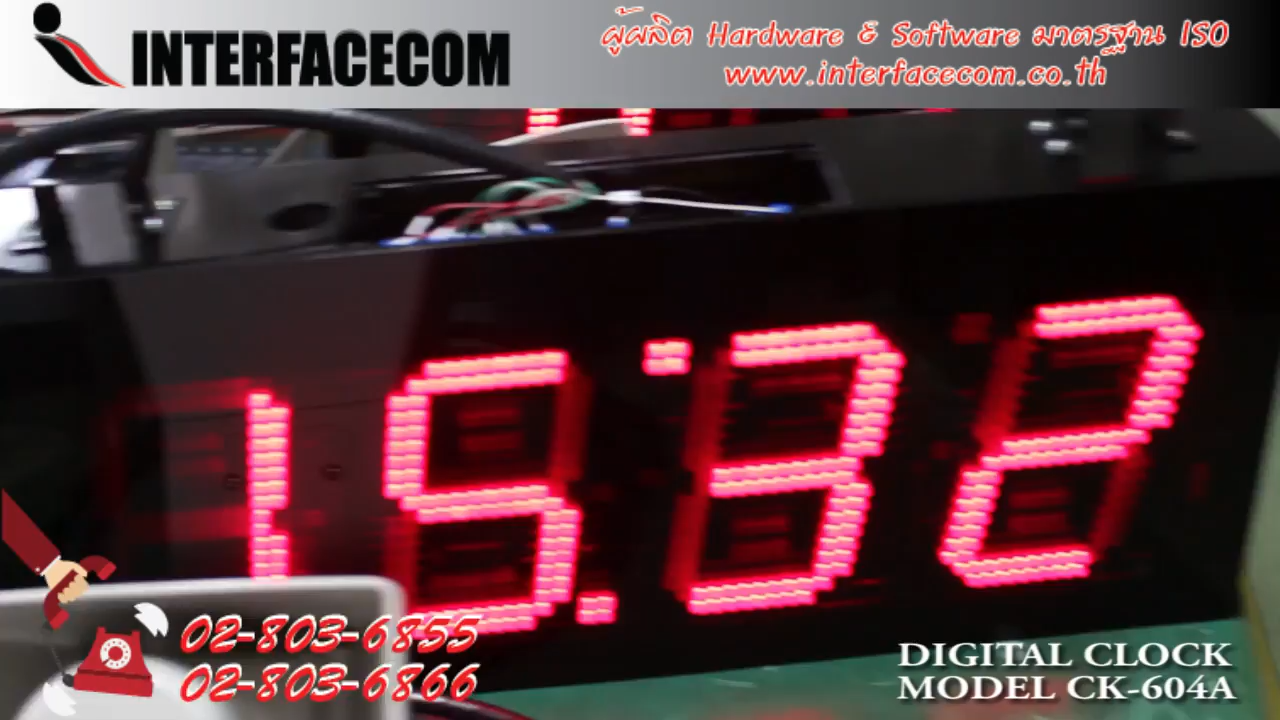 INTERFACECOM
ผู้ผลิต Hardware & Software มาตรฐาน ISO
www.interfacecom.co.th
15:32
02-803-6855
02-803-6866
DIGITAL CLOCK
MODEL CK-604A